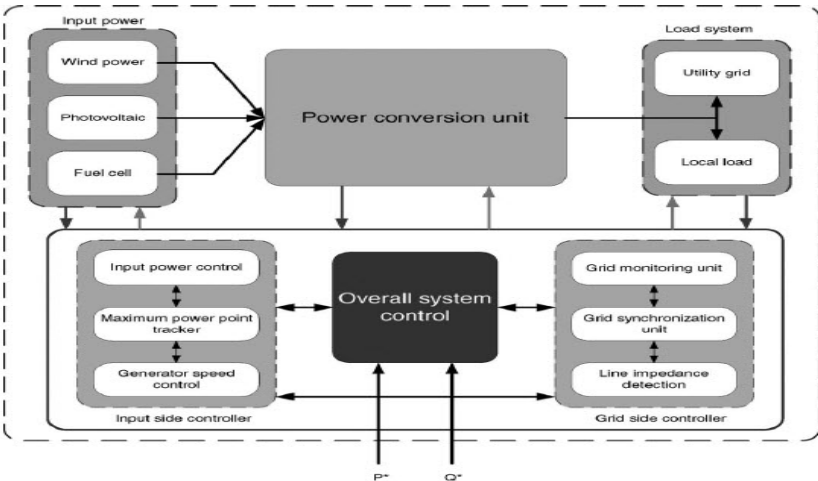 Input power
Wind power
Photovoltaic
Fuel cell
Power conversion unit
Load system
Utility grid
Local load
Input power control
Maximum power point
tracker
Generator speed
control
Input side controller
Overall system
control
Grid monitoring unit
Grid synchronization
unit
Line impedance
detection
Grid side controller
P*
Q*